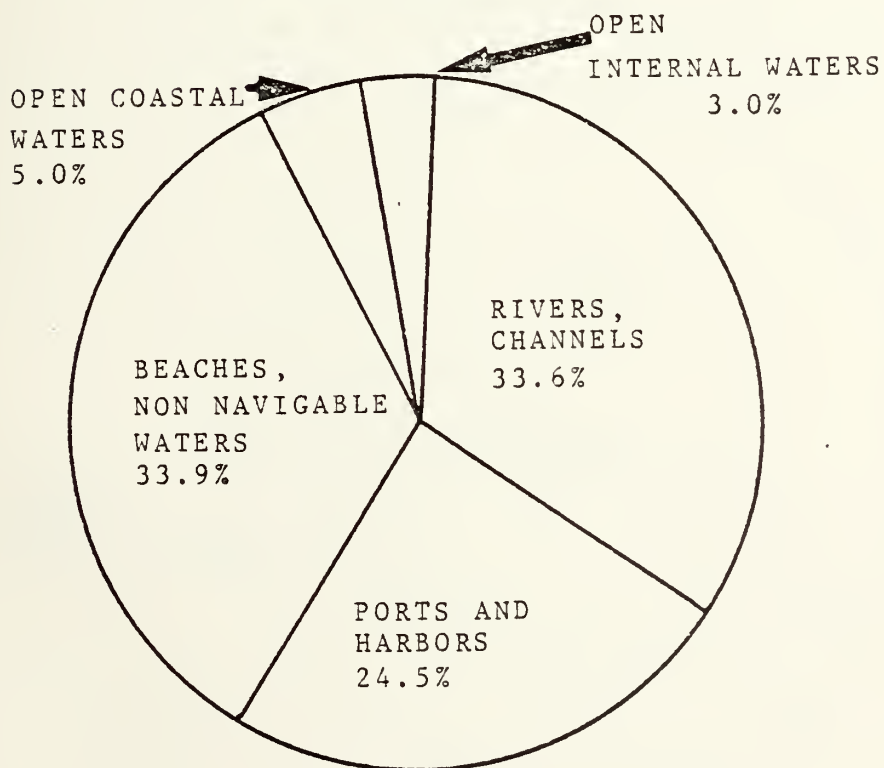 OPEN
INTERNAL WATERS
3.0%
OPEN COASTAL
WATERS
5.0%
RIVERS,
CHANNELS
33.6%
BEACHES,
NON NAVIGABLE
WATERS
33.9%
PORTS AND
HARBORS
24.5%